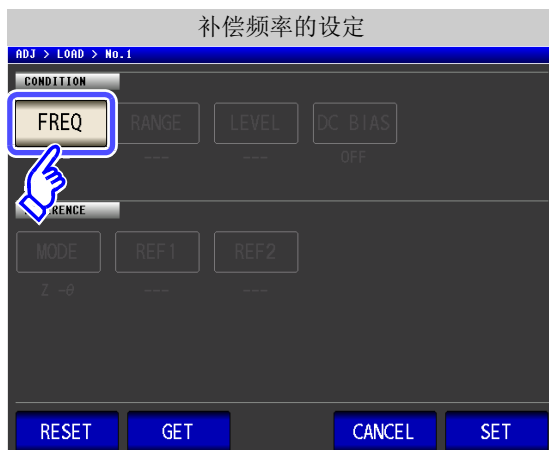 补偿频率的设定
ADJ > LOAD > No.1
CONDITION
FREQ RANGE LEVEL DC BIAS
--- --- OFF
RENCE
MODE REF1 REF2
Z -θ --- ---
RESET GET CANCEL SET